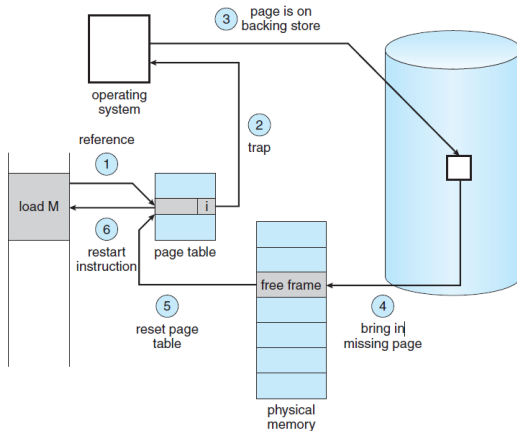 3
page is on
backing store
operating
system
2
trap
reference
1
load M
i
6
restart
instruction
page table
free frame
5
reset page
table
4
bring in
missing page
physical
memory